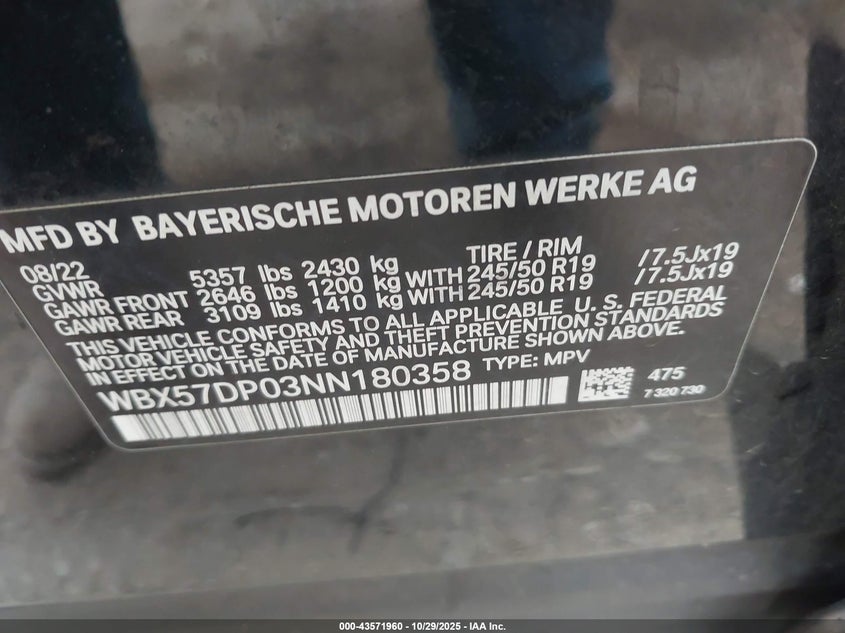 MFD BY BAYERISCHE MOTOREN WERKE AG
08/22 TIRE / RIM
GVWR 5357 lbs 2430 kg
GAWR FRONT 2646 lbs 1200 kg WITH 245/50 R19 /7.5Jx19
GAWR REAR 3109 lbs 1410 kg WITH 245/50 R19 /7.5Jx19
THIS VEHICLE CONFORMS TO ALL APPLICABLE U. S. FEDERAL
MOTOR VEHICLE SAFETY AND THEFT PREVENTION STANDARDS
IN EFFECT ON THE DATE OF MANUFACTURE SHOWN ABOVE.
WBX57DP03NN180358 TYPE: MPV
475
7 320 730
000-43571960 - 10/29/2025 - IAA Inc.